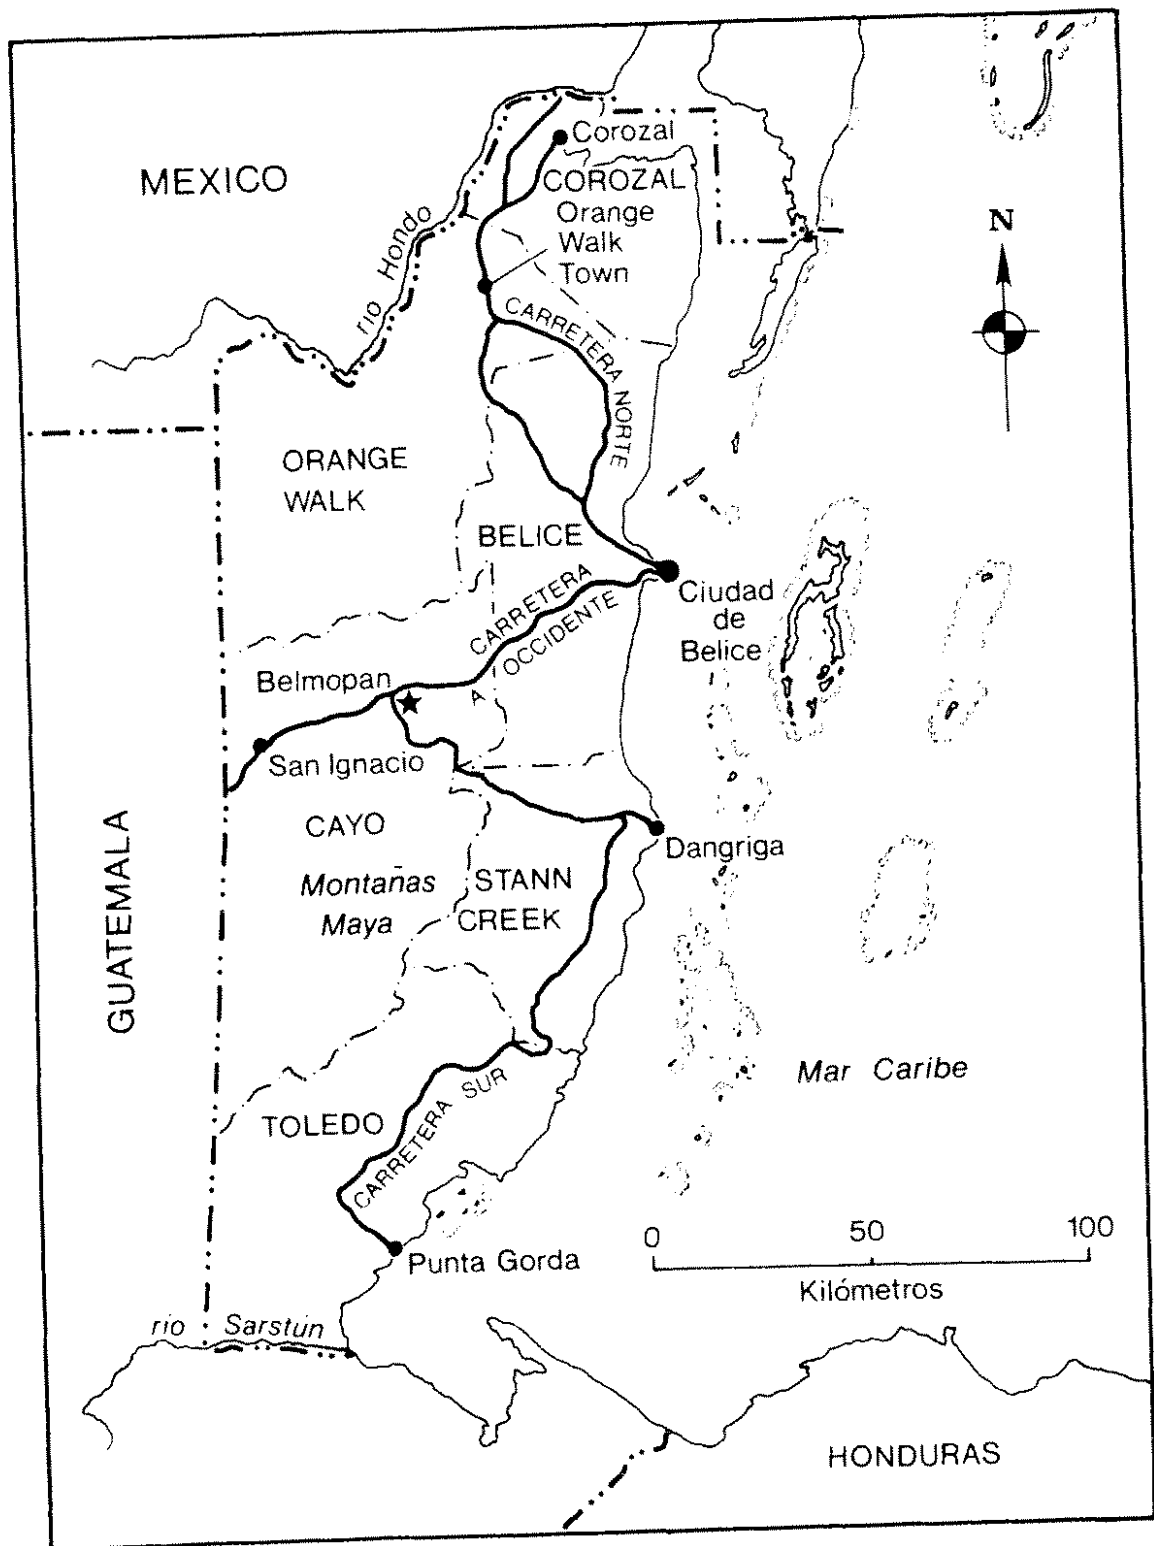 MEXICO
rio Hondo
Corozal
COROZAL
Orange
Walk
Town
N
CARRETERA NORTE
ORANGE
WALK
BELICE
CARRETERA
A OCCIDENTE
Ciudad
de
Belice
Belmopan
San Ignacio
CAYO
GUATEMALA
Dangriga
Montañas
Maya
STANN
CREEK
Mar Caribe
TOLEDO
CARRETERA SUR
Punta Gorda
0 50 100
Kilómetros
río Sarstún
HONDURAS